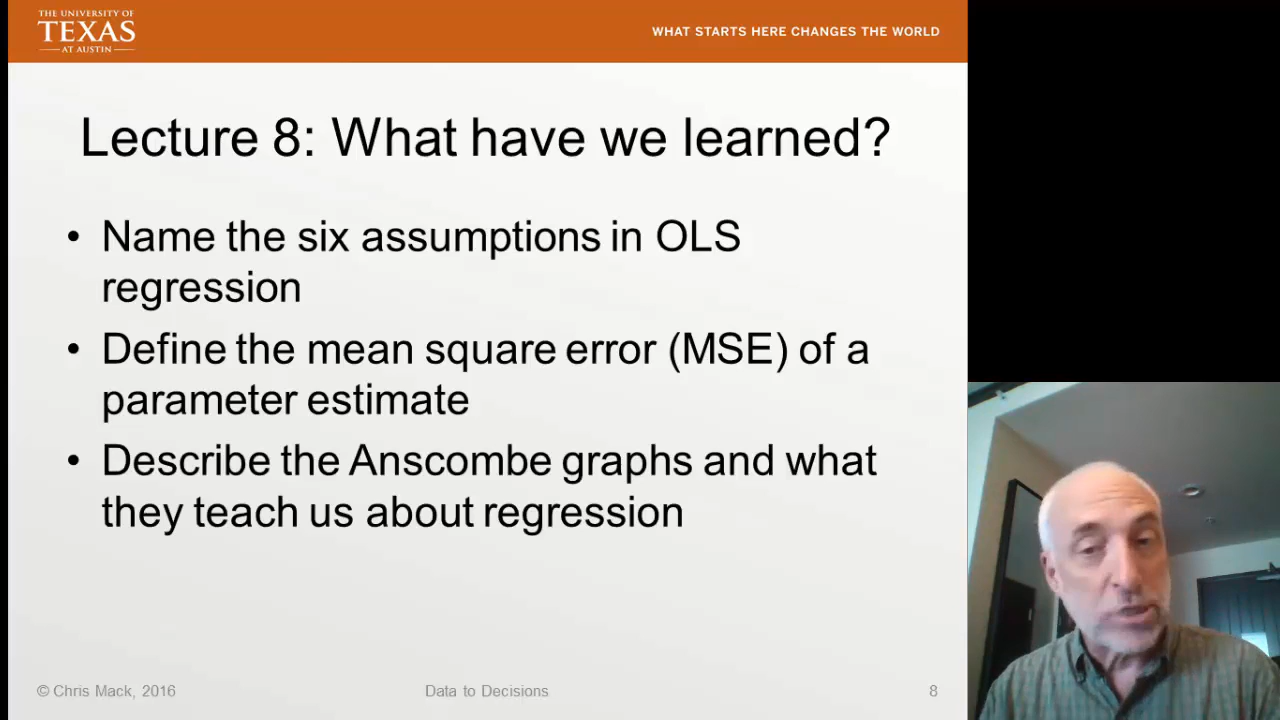 THE UNIVERSITY OF
TEXAS
AT AUSTIN
WHAT STARTS HERE CHANGES THE WORLD
Lecture 8: What have we learned?
• Name the six assumptions in OLS
regression
• Define the mean square error (MSE) of a
parameter estimate
• Describe the Anscombe graphs and what
they teach us about regression
© Chris Mack, 2016
Data to Decisions
8